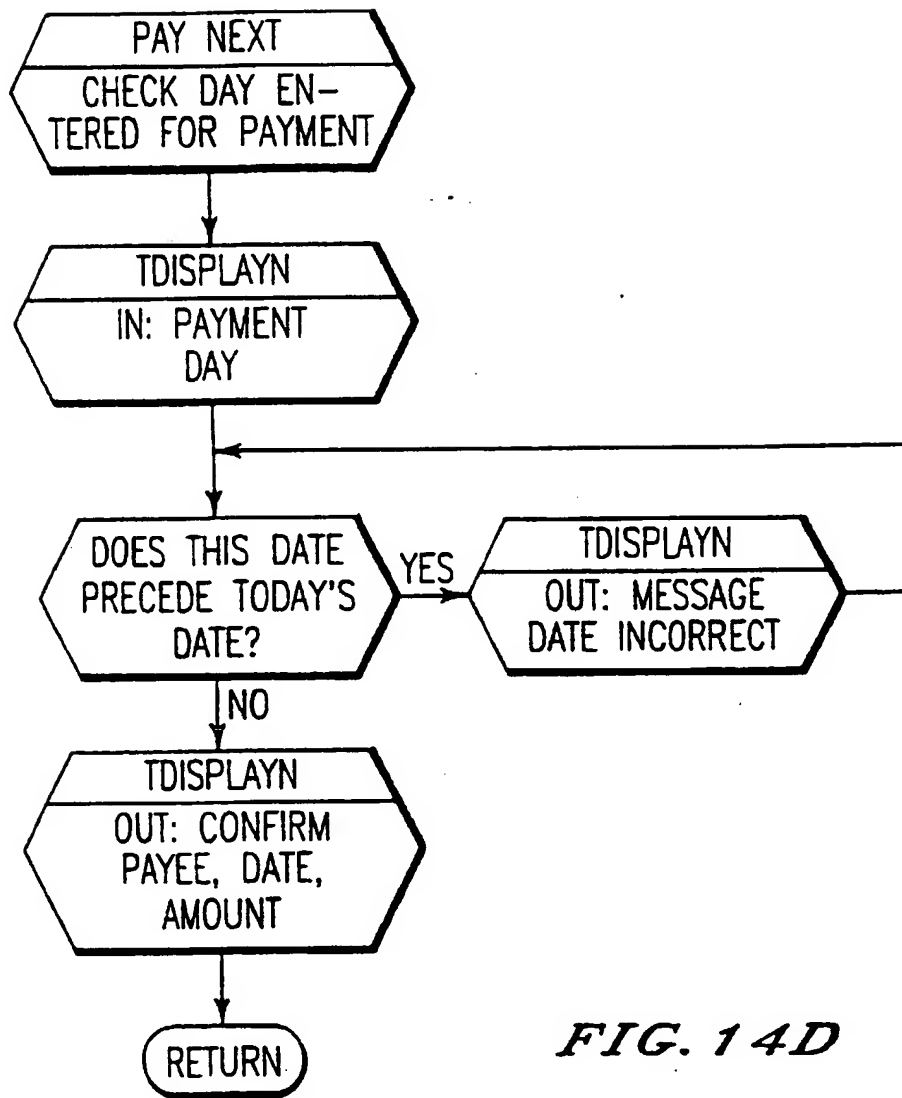 PAY NEXT
CHECK DAY EN-
TERED FOR PAYMENT
TDISPLAYN
IN: PAYMENT
DAY
DOES THIS DATE
PRECEDE TODAY'S
DATE?
YES
TDISPLAYN
OUT: MESSAGE
DATE INCORRECT
NO
TDISPLAYN
OUT: CONFIRM
PAYEE, DATE,
AMOUNT
RETURN
FIG. 14D